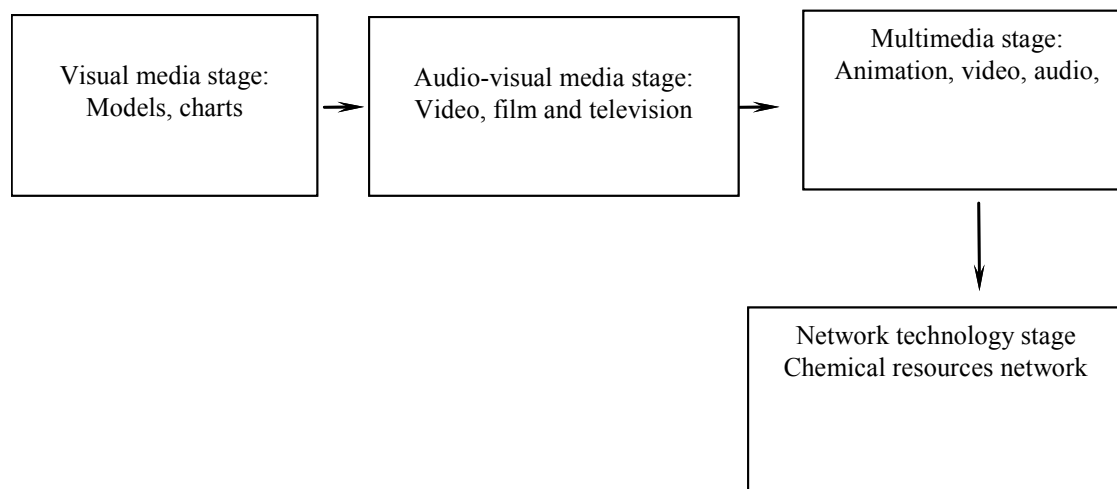 Visual media stage:
Models, charts
Audio-visual media stage:
Video, film and television
Multimedia stage:
Animation, video, audio,
Network technology stage
Chemical resources network